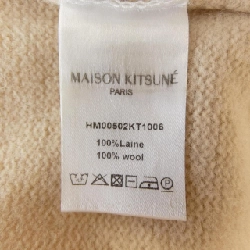 MAISON KITSUNÉ
PARIS
HM00502KT1006
100%Laine
100% wool